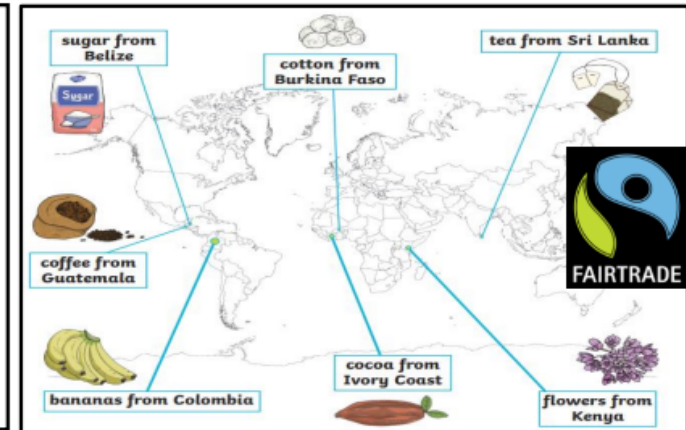 sugar from
Belize
cotton from
Burkina Faso
tea from Sri Lanka
Sugar
FAIRTRADE
coffee from
Guatemala
cocoa from
Ivory Coast
bananas from Colombia
flowers from
Kenya